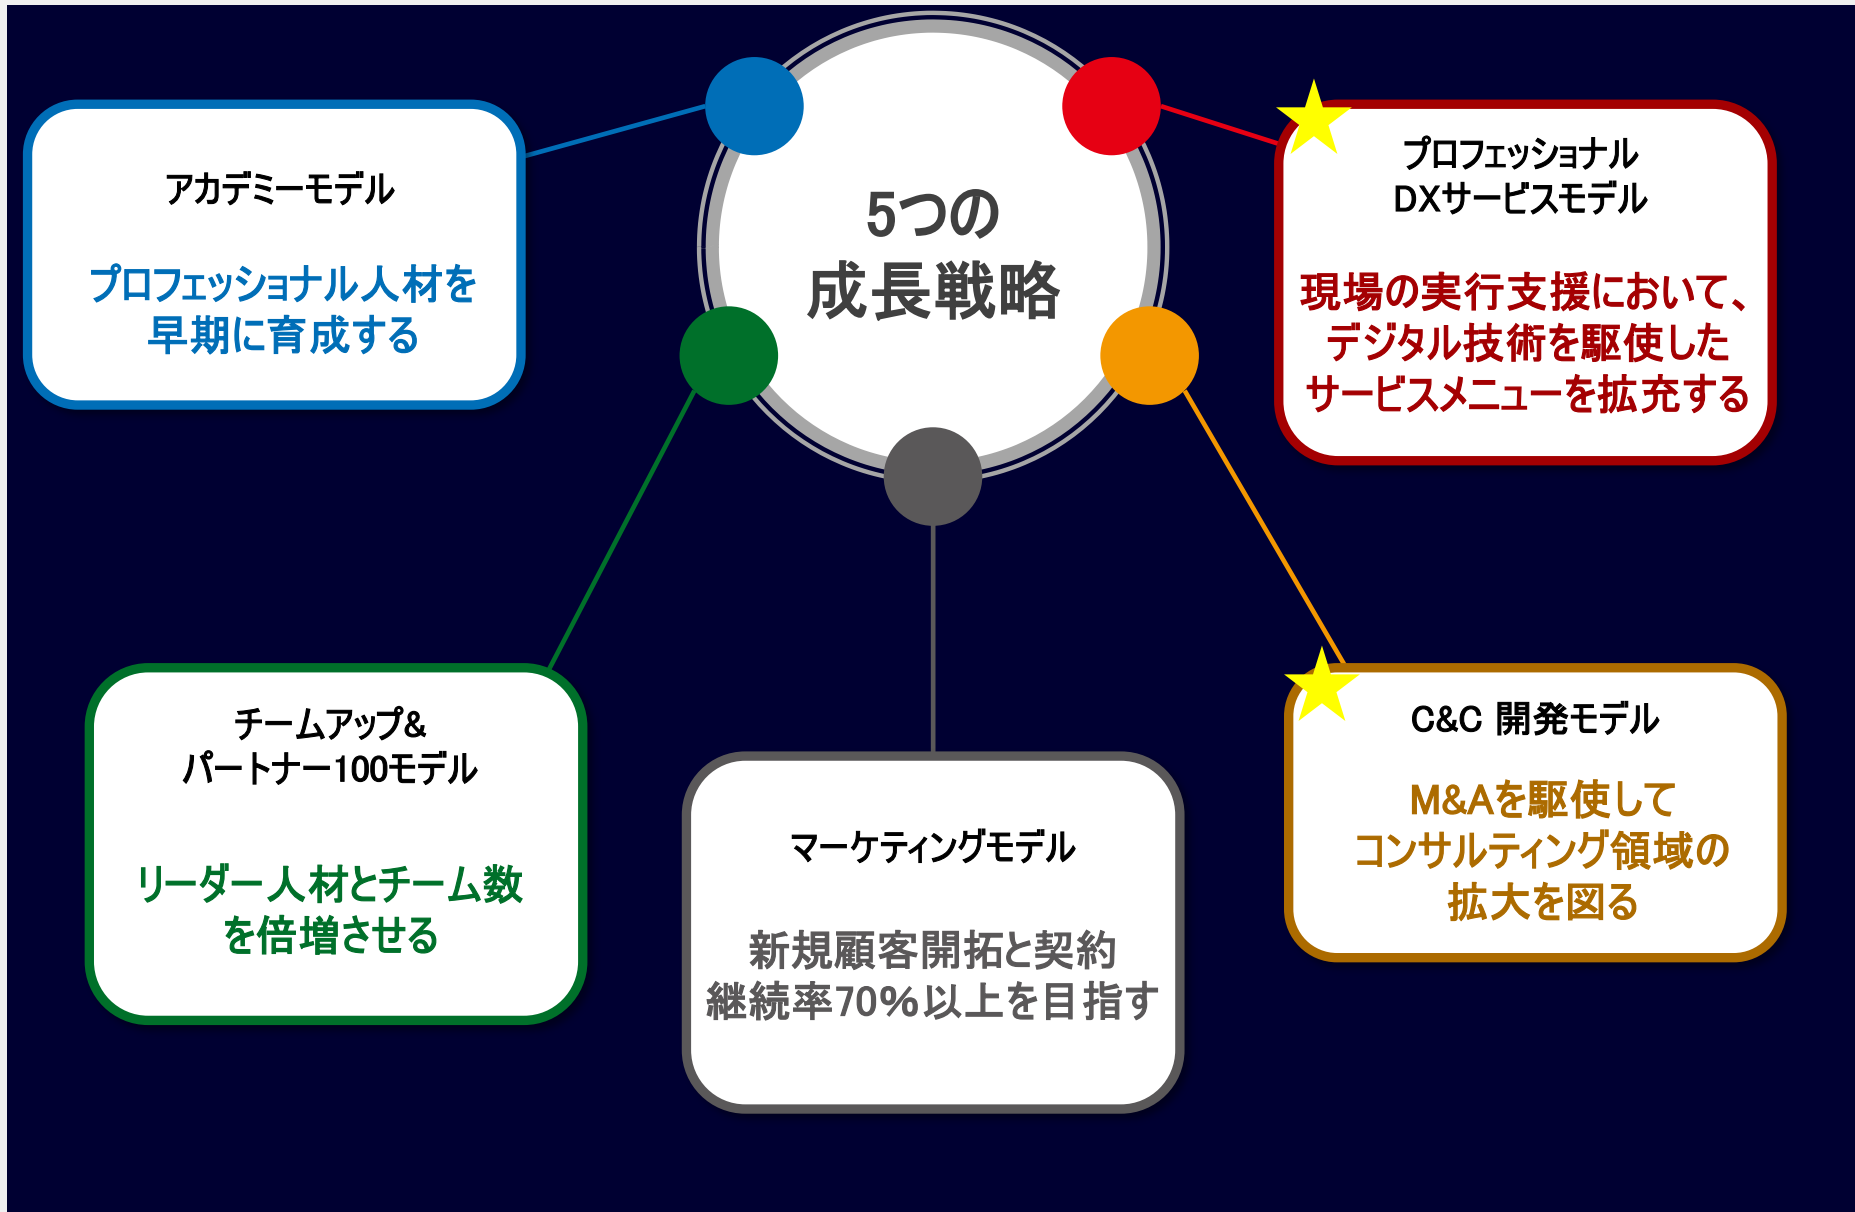 5つの
成長戦略
アカデミーモデル
プロフェッショナル人材を
早期に育成する
プロフェッショナル
DXサービスモデル
現場の実行支援において、
デジタル技術を駆使した
サービスメニューを拡充する
チームアップ&
パートナー100モデル
リーダー人材とチーム数
を倍増させる
マーケティングモデル
新規顧客開拓と契約
継続率70%以上を目指す
C&C 開発モデル
M&Aを駆使して
コンサルティング領域の
拡大を図る